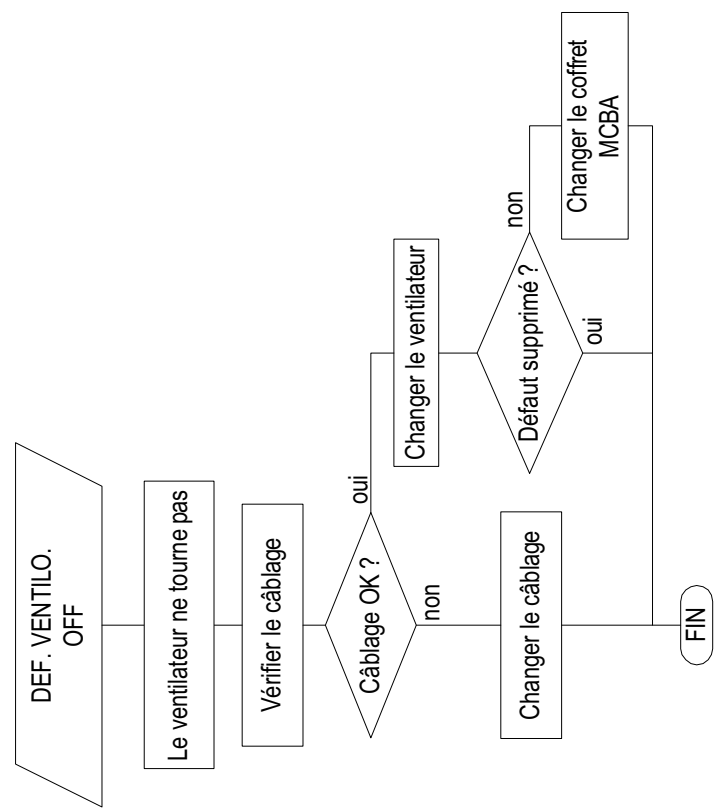 DEF. VENTILO.
OFF
Le ventilateur ne tourne pas
Vérifier le câblage
Câblage OK ?
oui
non
Changer le ventilateur
Défaut supprimé ?
non
oui
Changer le coffret
MCBA
Changer le câblage
FIN